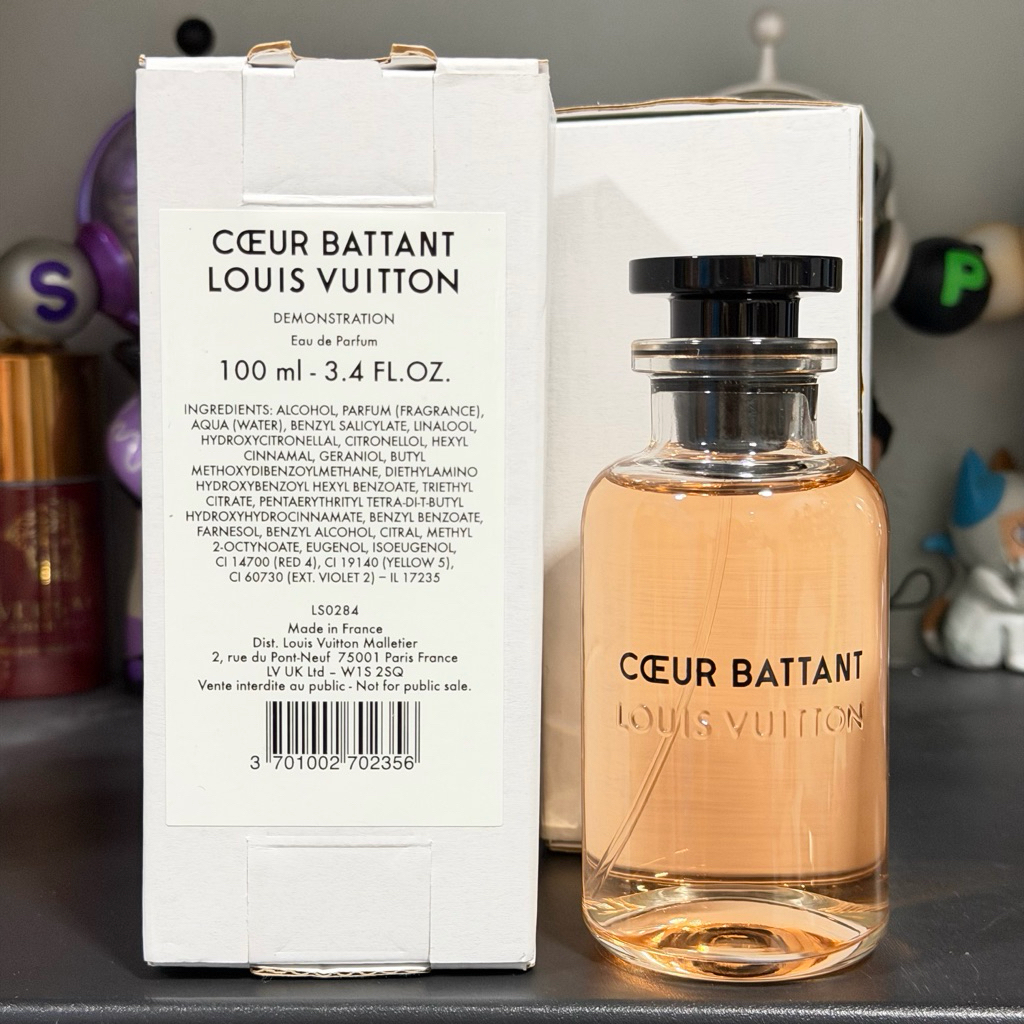 CŒUR BATTANT
LOUIS VUITTON
DEMONSTRATION
Eau de Parfum
100 ml - 3.4 FL.OZ.
INGREDIENTS: ALCOHOL, PARFUM (FRAGRANCE),
AQUA (WATER), BENZYL SALICYLATE, LINALOOL,
HYDROXYCITRONELLAL, CITRONELLOL, HEXYL
CINNAMAL, GERANIOL, BUTYL
METHOXYDIBENZOYLMETHANE, DIETHYLAMINO
HYDROXYBENZOYL HEXYL BENZOATE, TRIETHYL
CITRATE, PENTAERYTHRITYL TETRA-DI-T-BUTYL
HYDROXYHYDROCINNAMATE, BENZYL BENZOATE,
FARNESOL, BENZYL ALCOHOL, CITRAL, METHYL
2-OCTYNOATE, EUGENOL, ISOEUGENOL,
CI 14700 (RED 4), CI 19140 (YELLOW 5),
CI 60730 (EXT. VIOLET 2) – IL 17235
LS0284
Made in France
Dist. Louis Vuitton Malletier
2, rue du Pont-Neuf 75001 Paris France
LV UK Ltd – W1S 2SQ
Vente interdite au public - Not for public sale.
3 701002 702356
CŒUR BATTANT
LOUIS VUITTON
S
P